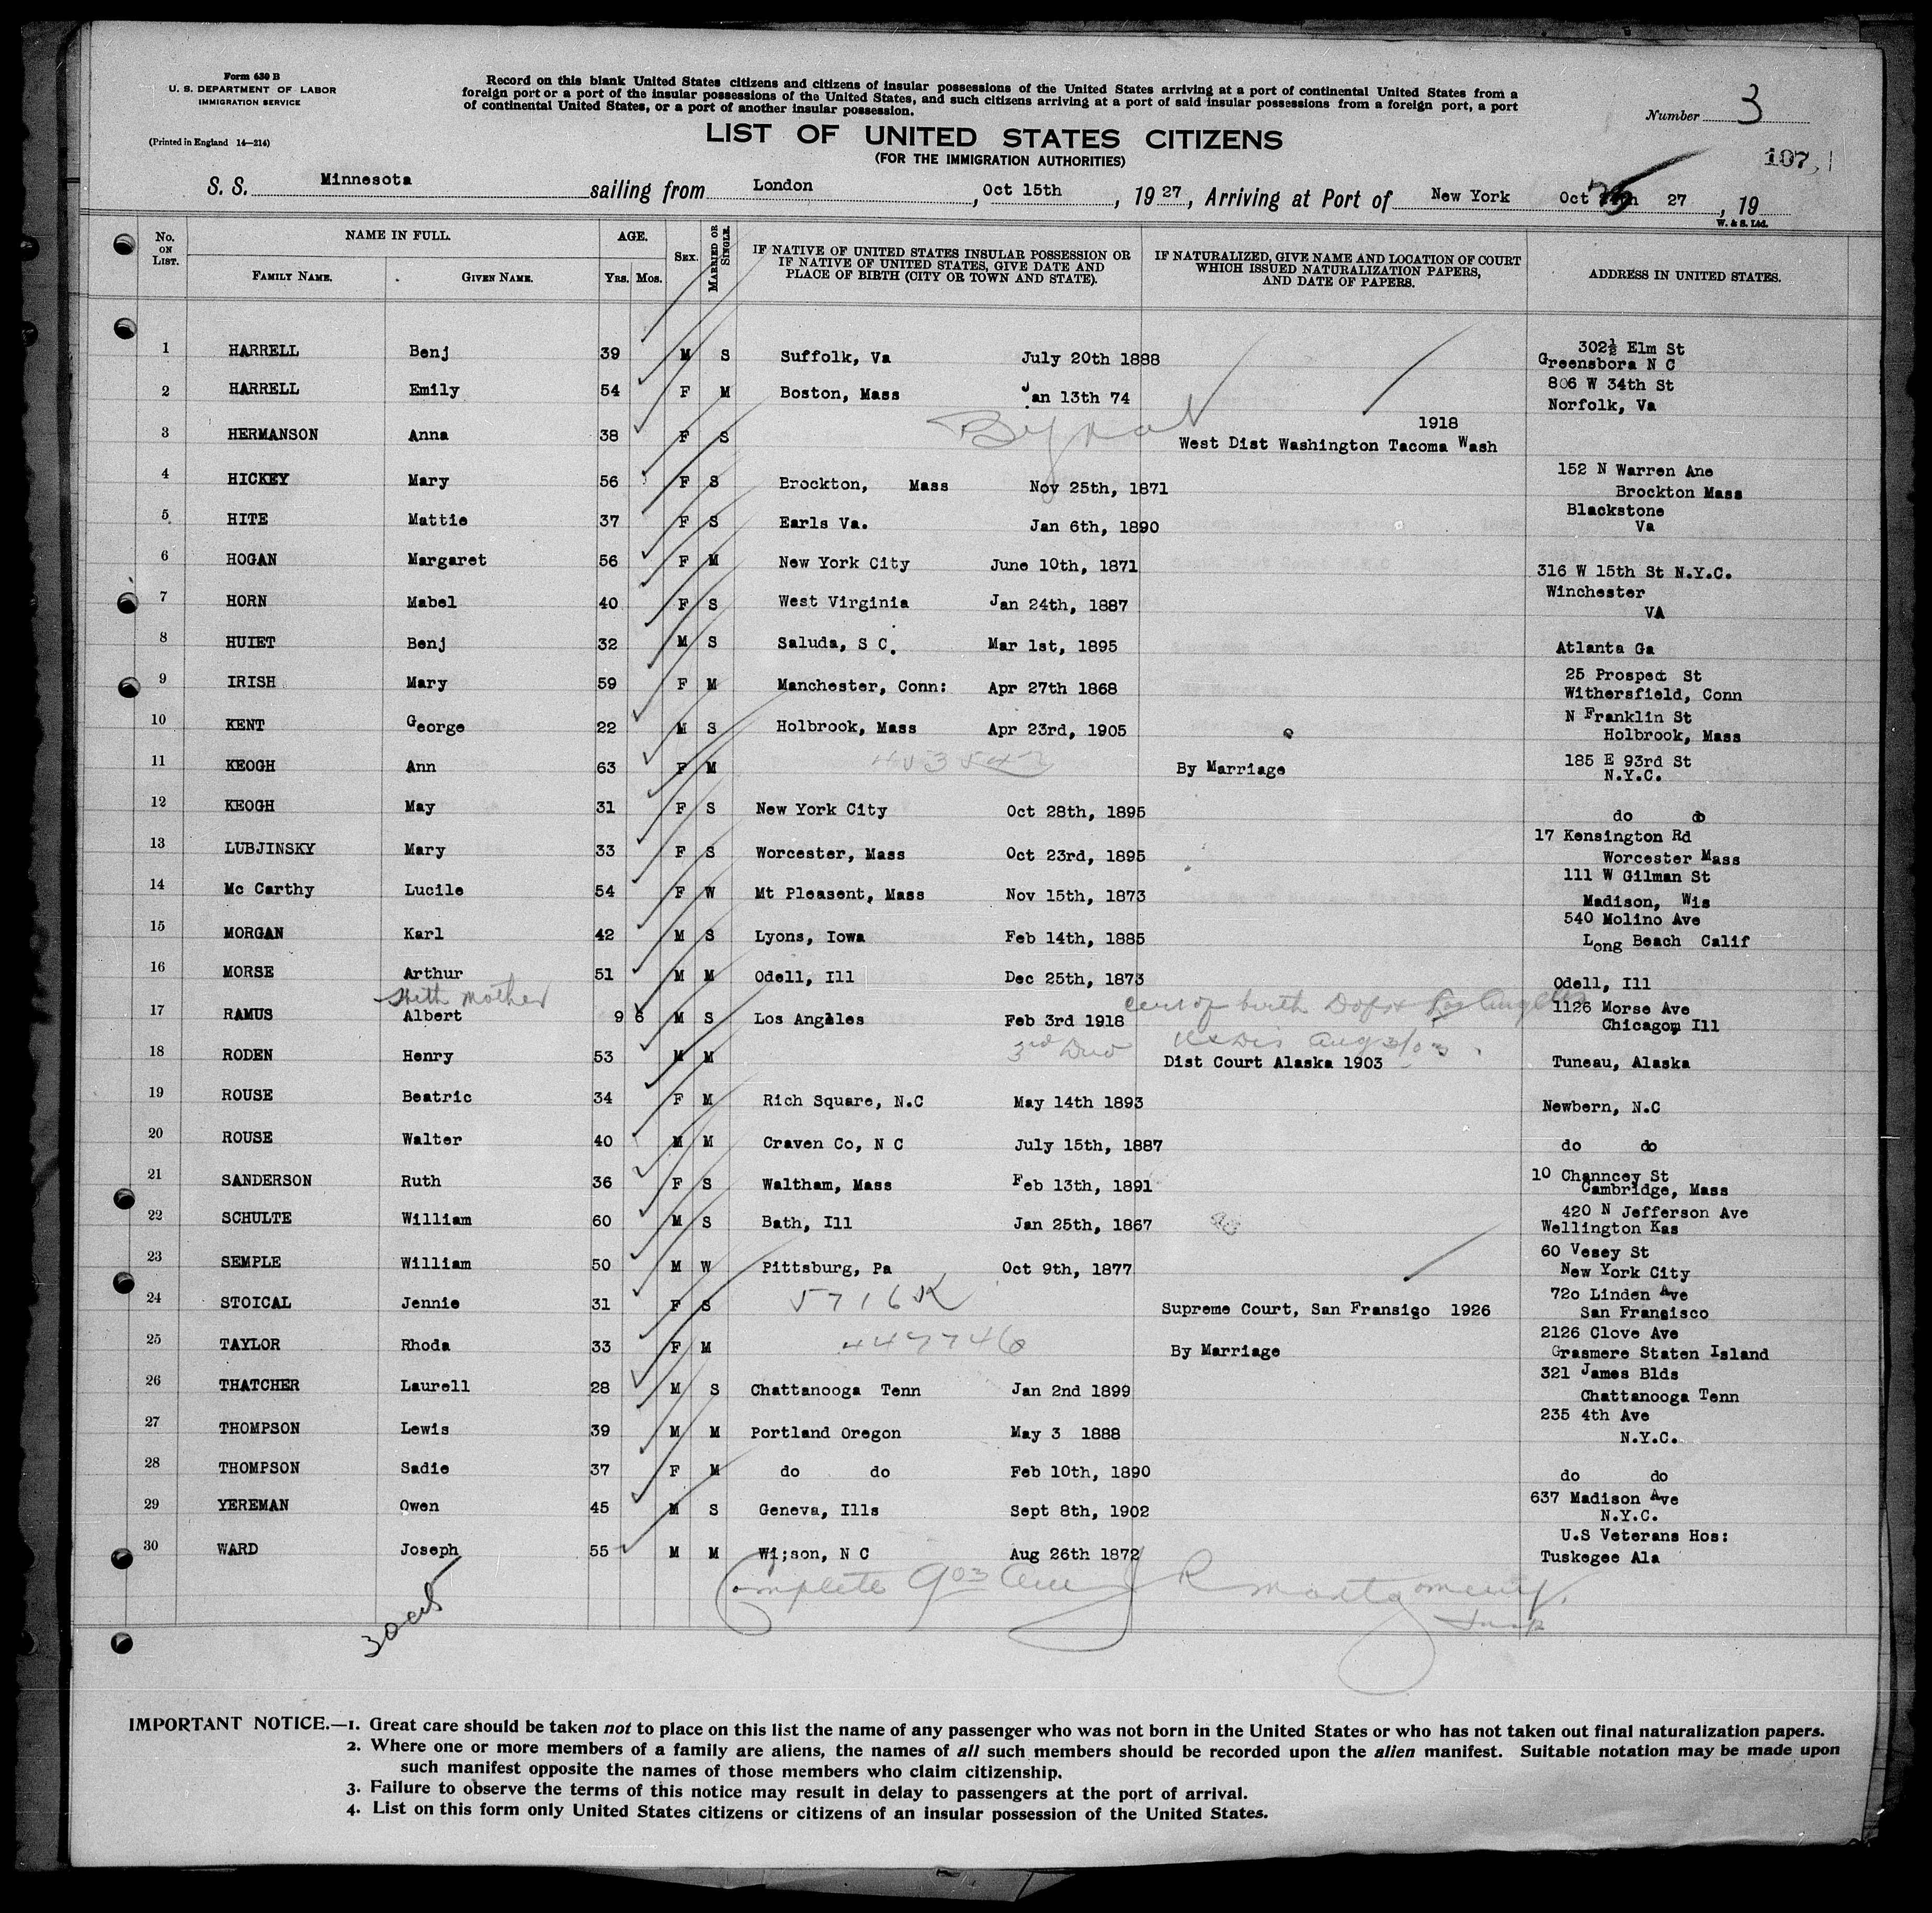 Form 630 B
U. S. DEPARTMENT OF LABOR
IMMIGRATION SERVICE
(Printed in England 14—214)
Record on this blank United States citizens and citizens of insular possessions of the United States arriving at a port of continental United States from a
foreign port or a port of the insular possessions of the United States, and such citizens arriving at a port of said insular possessions from a foreign port, a port
of continental United States, or a port of another insular possession.
Number 3
LIST OF UNITED STATES CITIZENS
(FOR THE IMMIGRATION AUTHORITIES)
107
S. S. Minnesota sailing from London, Oct 15th, 1927, Arriving at Port of New York Oct 25 27, 19
W. & S. Ltd.
No. ON LIST. NAME IN FULL. AGE. SEX. MARRIED OR SINGLE. IF NATIVE OF UNITED STATES INSULAR POSSESSION OR IF NATIVE OF UNITED STATES, GIVE DATE AND PLACE OF BIRTH (CITY OR TOWN AND STATE). IF NATURALIZED, GIVE NAME AND LOCATION OF COURT WHICH ISSUED NATURALIZATION PAPERS, AND DATE OF PAPERS. ADDRESS IN UNITED STATES.
FAMILY NAME. GIVEN NAME. YRS. MOS.
1 HARRELL Benj 39 M S Suffolk, Va July 20th 1888 302½ Elm St
Greensbora N C
2 HARRELL Emily 54 F M Boston, Mass Jan 13th 74 806 W 34th St
Norfolk, Va
1918
3 HERMANSON Anna 38 F S West Dist Washington Tacoma Wash
4 HICKEY Mary 56 F S Brockton, Mass Nov 25th, 1871 152 N Warren Ane
Brockton Mass
5 HITE Mattie 37 F S Earls Va. Jan 6th, 1890 Blackstone
Va
6 HOGAN Margaret 56 F M New York City June 10th, 1871 316 W 15th St N.Y.C.
7 HORN Mabel 40 F S West Virginia Jan 24th, 1887 Winchester
VA
8 HUIET Benj 32 M S Saluda, S C. Mar 1st, 1895 Atlanta Ga
9 IRISH Mary 59 F M Manchester, Conn: Apr 27th 1868 25 Prospect St
Withersfield, Conn
10 KENT George 22 M S Holbrook, Mass Apr 23rd, 1905 N Franklin St
Holbrook, Mass
11 KEOGH Ann 63 F M 453542 By Marriage 185 E 93rd St
N.Y.C.
12 KEOGH May 31 F S New York City Oct 28th, 1895 do do
13 LUBJINSKY Mary 33 F S Worcester, Mass Oct 23rd, 1895 17 Kensington Rd
Worcester Mass
14 Mc Carthy Lucile 54 F W Mt Pleasent, Mass Nov 15th, 1873 111 W Gilman St
Madison, Wis
15 MORGAN Karl 42 M S Lyons, Iowa Feb 14th, 1885 540 Molino Ave
Long Beach Calif
16 MORSE Arthur 51 M M Odell, Ill Dec 25th, 1873 Odell, Ill
with mother
17 RAMUS Albert 9 6 M S Los Angeles Feb 3rd 1918 cert of birth Los Angeles 1126 Morse Ave
Chicagom Ill
18 RODEN Henry 53 M M 3rd Div Dist Court Alaska 1903 Tuneau, Alaska
19 ROUSE Beatric 34 F M Rich Square, N.C May 14th 1893 Newbern, N.C
20 ROUSE Walter 40 M M Craven Co, N C July 15th, 1887 do do
21 SANDERSON Ruth 36 F S Waltham, Mass Feb 13th, 1891 10 Channcey St
Cambridge, Mass
22 SCHULTE William 60 M S Bath, Ill Jan 25th, 1867 420 N Jefferson Ave
Wellington Kas
23 SEMPLE William 50 M W Pittsburg, Pa Oct 9th, 1877 60 Vesey St
New York City
24 STOICAL Jennie 31 F S 5716 Supreme Court, San Fransiso 1926 720 Linden Ave
San Francisco
25 TAYLOR Rhoda 33 F M 447746 By Marriage 2126 Clove Ave
Grasmere Staten Island
26 THATCHER Laurell 28 M S Chattanooga Tenn Jan 2nd 1899 321 James Blds
Chattanooga Tenn
27 THOMPSON Lewis 39 M M Portland Oregon May 3 1888 235 4th Ave
N.Y.C.
28 THOMPSON Sadie 37 F M do do Feb 10th, 1890 do do
29 YEREMAN Owen 45 M S Geneva, Ills Sept 8th, 1902 637 Madison Ave
N.Y.C.
30 WARD Joseph 55 M M Wi;son, N C Aug 26th 1872 U.S Veterans Hos:
Tuskegee Ala
Complete R Montgomery
Insp
IMPORTANT NOTICE.—1. Great care should be taken not to place on this list the name of any passenger who was not born in the United States or who has not taken out final naturalization papers.
2. Where one or more members of a family are aliens, the names of all such members should be recorded upon the alien manifest. Suitable notation may be made upon
such manifest opposite the names of those members who claim citizenship.
3. Failure to observe the terms of this notice may result in delay to passengers at the port of arrival.
4. List on this form only United States citizens or citizens of an insular possession of the United States.